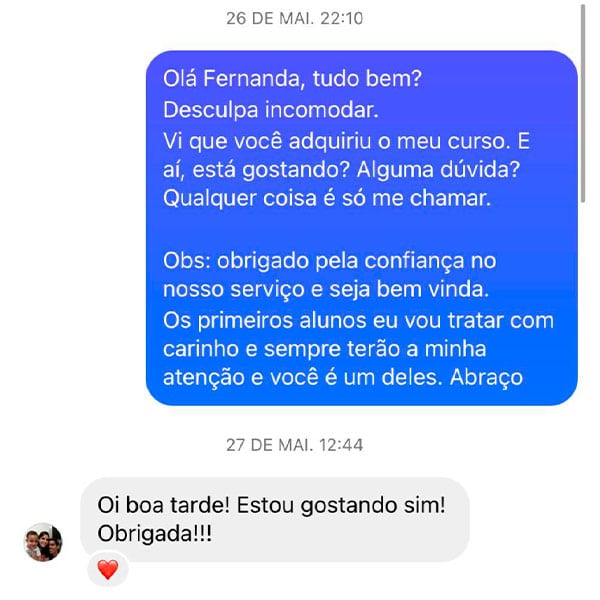 26 DE MAI. 22:10
Olá Fernanda, tudo bem?
Desculpa incomodar.
Vi que você adquiriu o meu curso. E
aí, está gostando? Alguma dúvida?
Qualquer coisa é só me chamar.
Obs: obrigado pela confiança no
nosso serviço e seja bem vinda.
Os primeiros alunos eu vou tratar com
carinho e sempre terão a minha
atenção e você é um deles. Abraço
27 DE MAI. 12:44
Oi boa tarde! Estou gostando sim!
Obrigada!!!